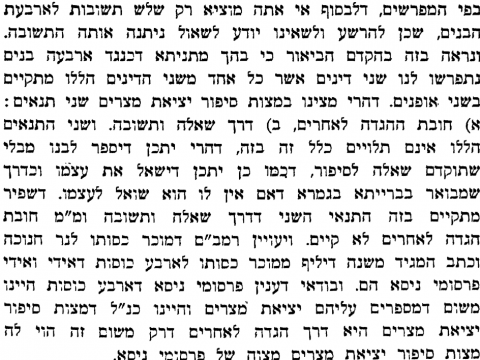 בפי המפרשים, דלבסוף אי אתה מוציא רק שלש תשובות לארבעת
הבנים, שכן להרשע ולשאינו יודע לשאול ניתנה אותה התשובה.
ונראה בזה בהקדם הביאור כי בהך מתניתא דכנגד ארבעה בנים
נתפרשו לנו שני דינים אשר כל אחד משני הדינים הללו מתקיים
בשני אופנים. דהרי מצינו במצות סיפור יציאת מצרים שני תנאים:
א) חובת ההגדה לאחרים, ב) דרך שאלה ותשובה. ושני התנאים
הללו אינם תלויים כלל זה בזה, דהרי יתכן דיספר לבנו מבלי
שתוקדם שאלה לסיפור, דכמו כן יתכן דישאל את עצמו וכדרך
שמבואר בברייתא בגמרא דאם אין לו הוא שואל לעצמו. דשפיר
מתקיים בזה התנאי השני דדרך שאלה ותשובה ומ"מ חובת
הגדה לאחרים לא קיים. ויעויין רמב"ם דמוכר כסותו לנר חנוכה
וכתב המגיד משנה דיליף ממוכר כסותו לארבע כוסות דאידי ואידי
פרסומי ניסא הם. ובודאי דענין פרסומי ניסא דארבע כוסות היינו
משום דמספרים עליהם יציאת מצרים והיינו כנ"ל דמצות סיפור
יציאת מצרים היא דרך הגדה לאחרים דרק משום זה הוי לה
מצות סיפור יציאת מצרים מצוה של פרסומי ניסא.